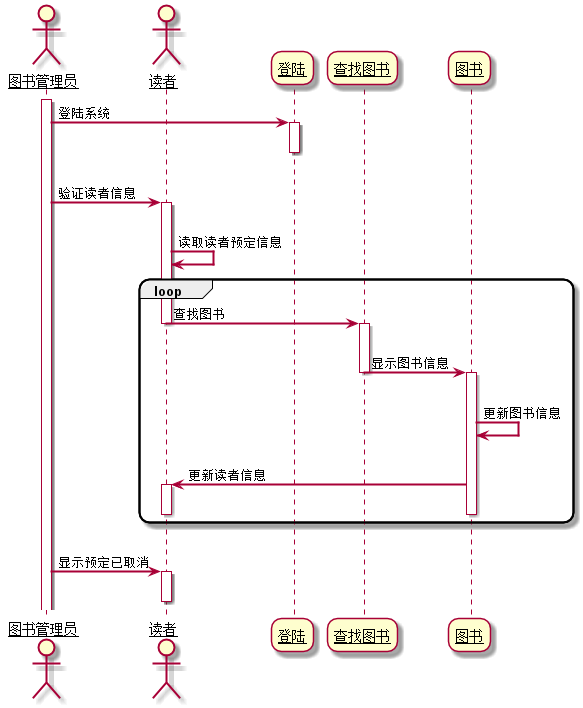 图书管理员
读者
登陆
查找图书
图书
登陆系统
验证读者信息
读取读者预定信息
loop
查找图书
显示图书信息
更新图书信息
更新读者信息
显示预定已取消
图书管理员
读者
登陆
查找图书
图书